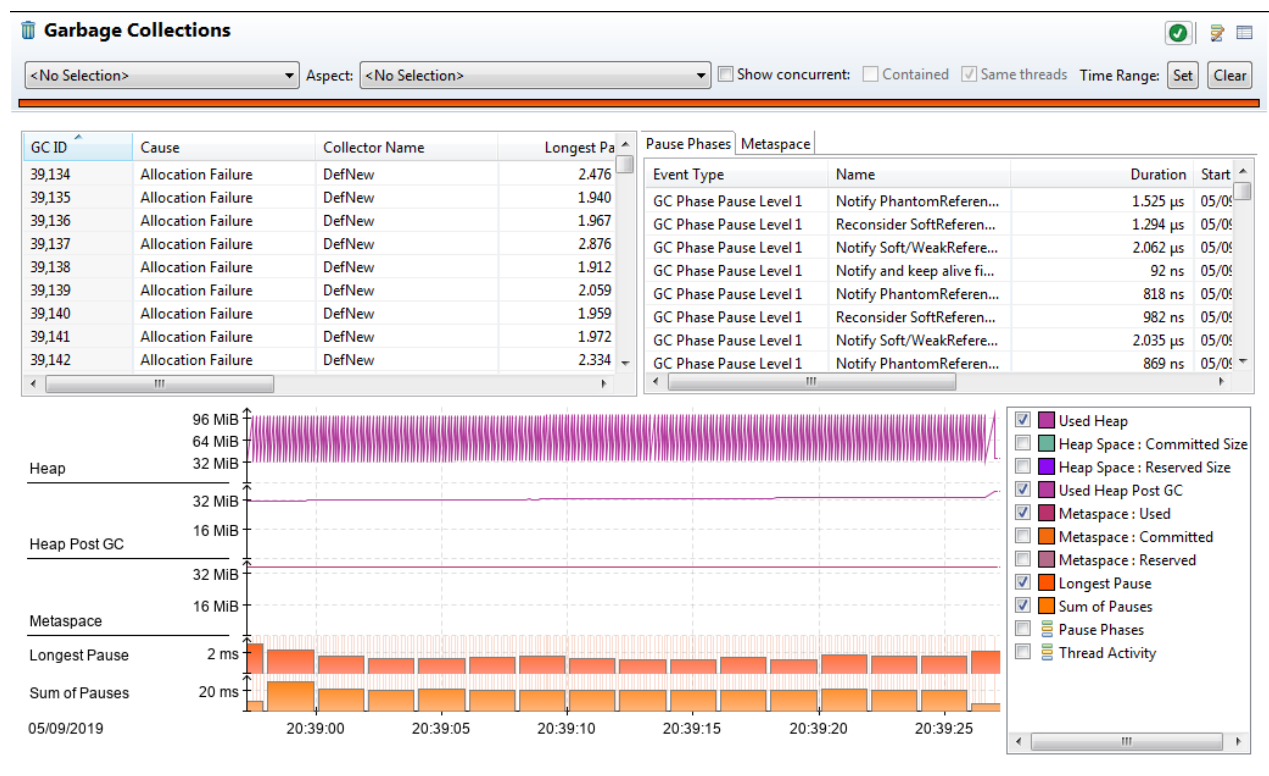 Garbage Collections
<No Selection> Aspect: <No Selection> Show concurrent: Contained Same threads Time Range: Set Clear
GC ID Cause Collector Name Longest Pa
39,134 Allocation Failure DefNew 2.476
39,135 Allocation Failure DefNew 1.940
39,136 Allocation Failure DefNew 1.967
39,137 Allocation Failure DefNew 2.876
39,138 Allocation Failure DefNew 1.912
39,139 Allocation Failure DefNew 2.059
39,140 Allocation Failure DefNew 1.959
39,141 Allocation Failure DefNew 1.972
39,142 Allocation Failure DefNew 2.334
Pause Phases Metaspace
Event Type Name Duration Start
GC Phase Pause Level 1 Notify PhantomReferen... 1.525 µs 05/09
GC Phase Pause Level 1 Reconsider SoftReferen... 1.294 µs 05/09
GC Phase Pause Level 1 Notify Soft/WeakRefere... 2.062 µs 05/09
GC Phase Pause Level 1 Notify and keep alive fi... 92 ns 05/09
GC Phase Pause Level 1 Notify PhantomReferen... 818 ns 05/09
GC Phase Pause Level 1 Reconsider SoftReferen... 982 ns 05/09
GC Phase Pause Level 1 Notify Soft/WeakRefere... 2.035 µs 05/09
GC Phase Pause Level 1 Notify PhantomReferen... 869 ns 05/09
96 MiB
64 MiB
32 MiB
Heap
32 MiB
16 MiB
Heap Post GC
32 MiB
16 MiB
Metaspace
Longest Pause 2 ms
Sum of Pauses 20 ms
05/09/2019 20:39:00 20:39:05 20:39:10 20:39:15 20:39:20 20:39:25
Used Heap
Heap Space : Committed Size
Heap Space : Reserved Size
Used Heap Post GC
Metaspace : Used
Metaspace : Committed
Metaspace : Reserved
Longest Pause
Sum of Pauses
Pause Phases
Thread Activity